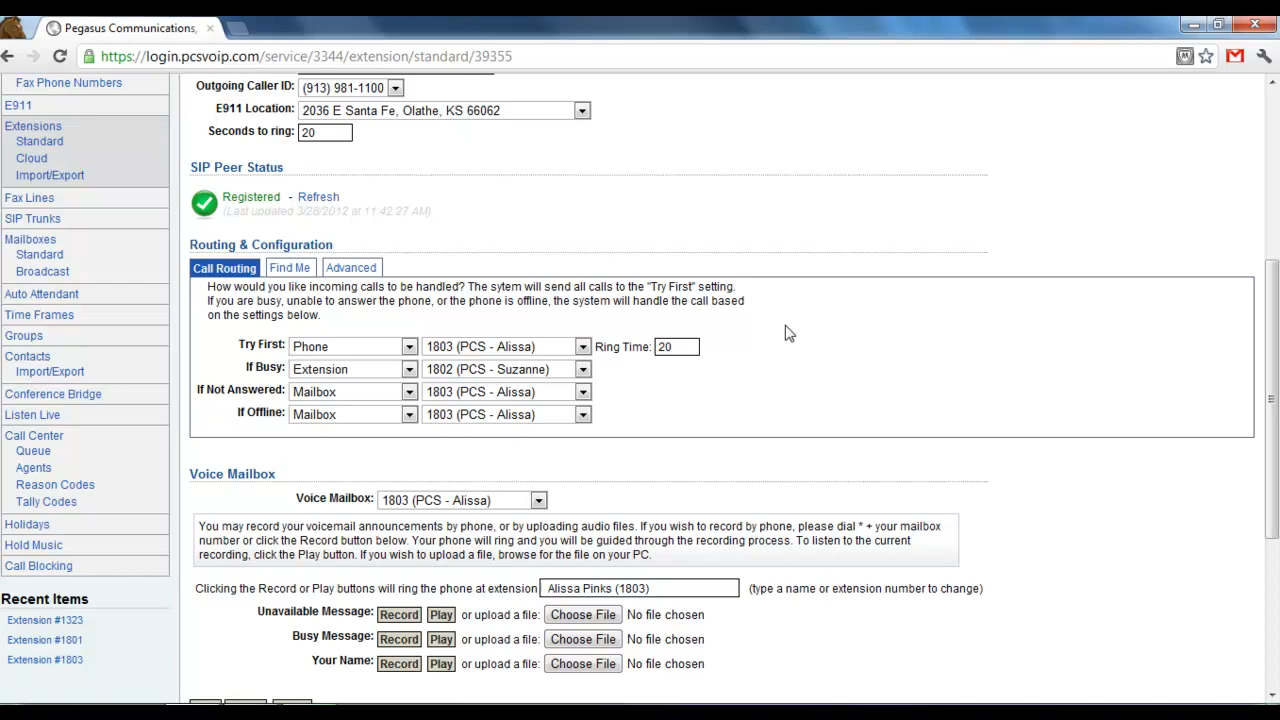 Pegasus Communications,
https://login.pcsvoip.com/service/3344/extension/standard/39355
Fax Phone Numbers
E911
Extensions
Standard
Cloud
Import/Export
Fax Lines
SIP Trunks
Mailboxes
Standard
Broadcast
Auto Attendant
Time Frames
Groups
Contacts
Import/Export
Conference Bridge
Listen Live
Call Center
Queue
Agents
Reason Codes
Tally Codes
Holidays
Hold Music
Call Blocking
Recent Items
Extension #1323
Extension #1801
Extension #1803
Outgoing Caller ID: (913) 981-1100
E911 Location: 2036 E Santa Fe, Olathe, KS 66062
Seconds to ring: 20
SIP Peer Status
Registered - Refresh
(Last updated 3/28/2012 at 11:42:27 AM)
Routing & Configuration
Call Routing Find Me Advanced
How would you like incoming calls to be handled? The sytem will send all calls to the "Try First" setting.
If you are busy, unable to answer the phone, or the phone is offline, the system will handle the call based
on the settings below.
Try First: Phone 1803 (PCS - Alissa) Ring Time: 20
If Busy: Extension 1802 (PCS - Suzanne)
If Not Answered: Mailbox 1803 (PCS - Alissa)
If Offline: Mailbox 1803 (PCS - Alissa)
Voice Mailbox
Voice Mailbox: 1803 (PCS - Alissa)
You may record your voicemail announcements by phone, or by uploading audio files. If you wish to record by phone, please dial * + your mailbox
number or click the Record button below. Your phone will ring and you will be guided through the recording process. To listen to the current
recording, click the Play button. If you wish to upload a file, browse for the file on your PC.
Clicking the Record or Play buttons will ring the phone at extension Alissa Pinks (1803) (type a name or extension number to change)
Unavailable Message: Record Play or upload a file: Choose File No file chosen
Busy Message: Record Play or upload a file: Choose File No file chosen
Your Name: Record Play or upload a file: Choose File No file chosen